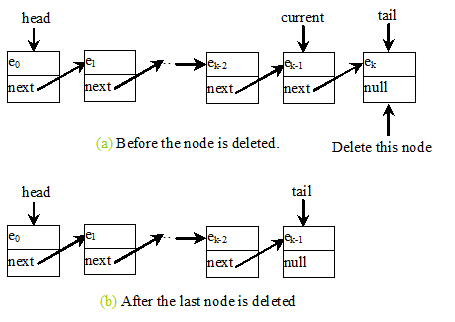 head current tail
e0 e1 ek-2 ek-1 ek
next next next next null
(a) Before the node is deleted. Delete this node
head tail
e0 e1 ek-2 ek-1
next next next null
(b) After the last node is deleted